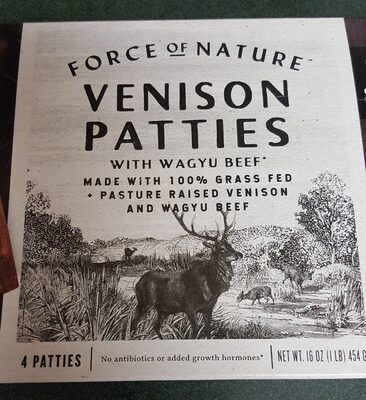 FORCE OF NATURE™
VENISON
PATTIES
WITH WAGYU BEEF*
MADE WITH 100% GRASS FED
+ PASTURE RAISED VENISON
AND WAGYU BEEF
4 PATTIES
No antibiotics or added growth hormones*
NET WT. 16 OZ (1 LB) 454 G